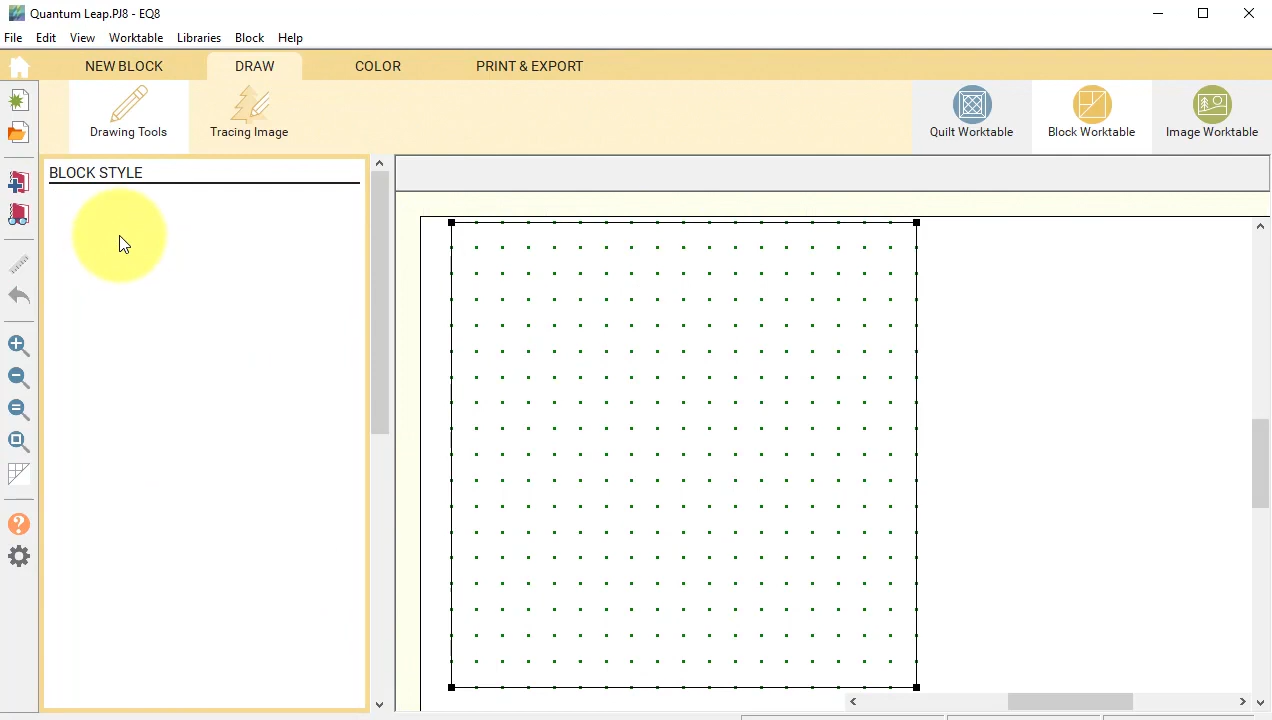 Quantum Leap.PJ8 - EQ8
File Edit View Worktable Libraries Block Help
NEW BLOCK DRAW COLOR PRINT & EXPORT
Drawing Tools Tracing Image Quilt Worktable Block Worktable Image Worktable
BLOCK STYLE